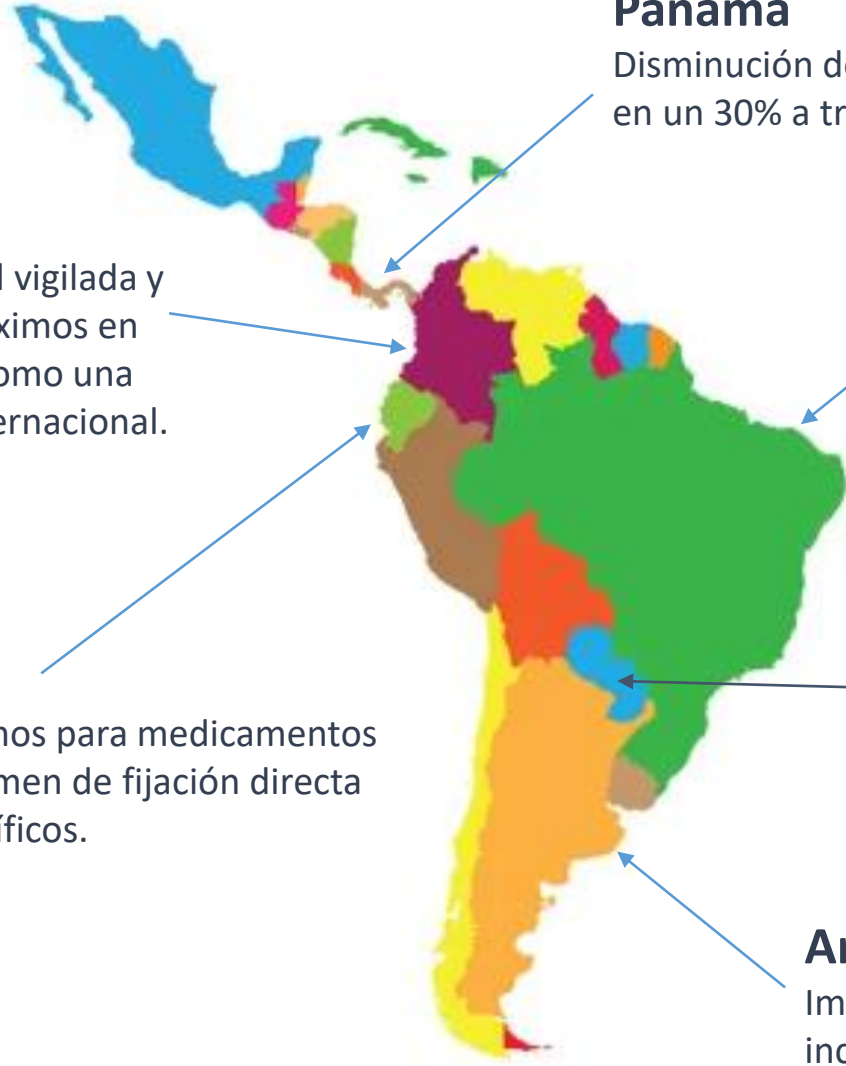 Panamá
Disminución de
en un 30% a tr
l vigilada y
ximos en
omo una
ernacional.
nos para medicamentos
men de fijación directa
íficos.
Ar
Im
inc